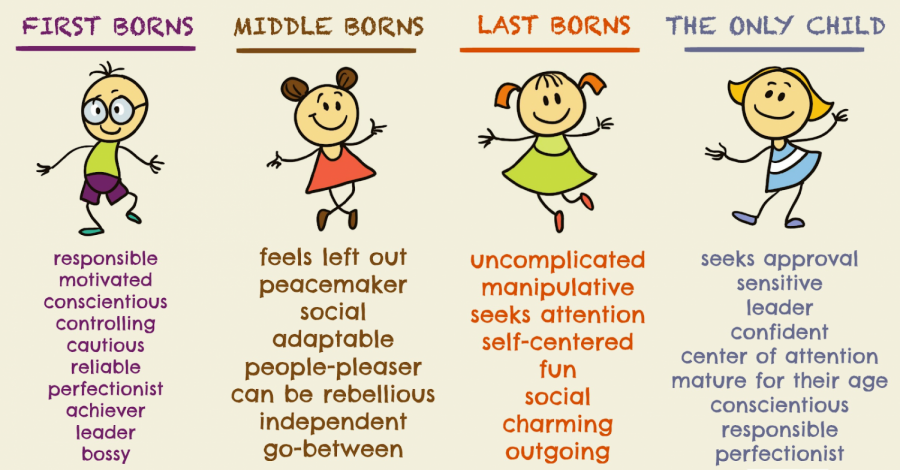 FIRST BORNS
responsible
motivated
conscientious
controlling
cautious
reliable
perfectionist
achiever
leader
bossy
MIDDLE BORNS
feels left out
peacemaker
social
adaptable
people-pleaser
can be rebellious
independent
go-between
LAST BORNS
uncomplicated
manipulative
seeks attention
self-centered
fun
social
charming
outgoing
THE ONLY CHILD
seeks approval
sensitive
leader
confident
center of attention
mature for their age
conscientious
responsible
perfectionist